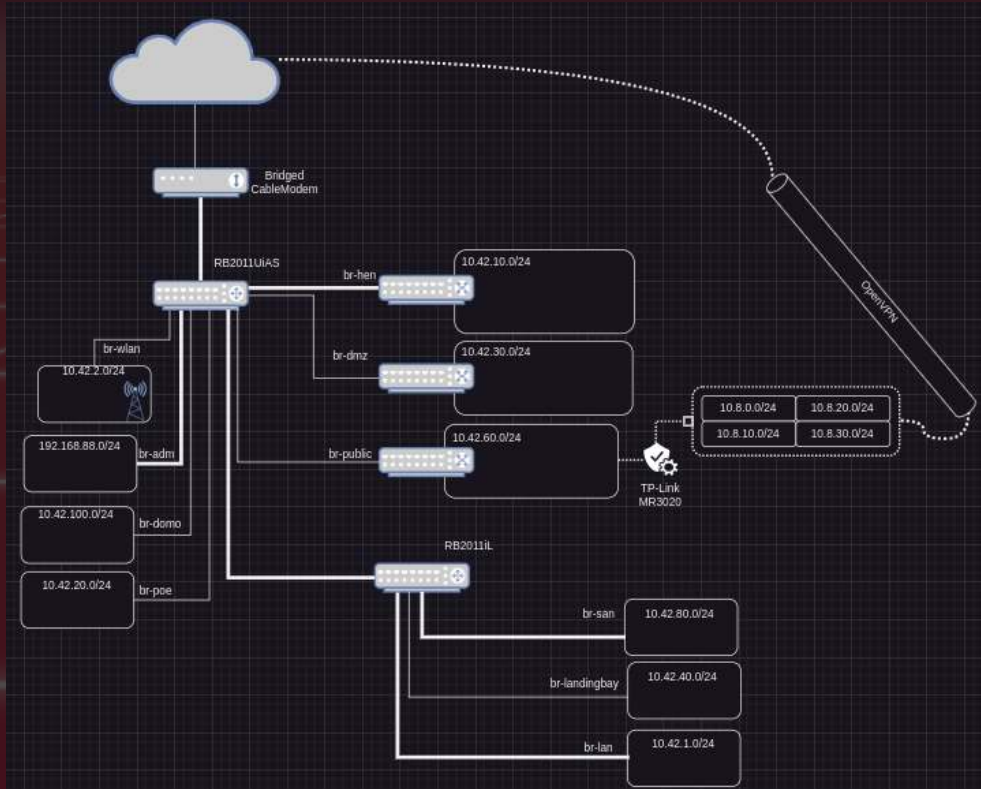 Bridged
CableModem
RB2011UiAS
br-hen
10.42.10.0/24
OpenVPN
br-wlan
10.42.2.0/24
br-dmz
10.42.30.0/24
10.8.0.0/24
10.8.20.0/24
10.8.10.0/24
10.8.30.0/24
192.168.88.0/24
br-adm
br-public
10.42.60.0/24
TP-Link
MR3020
10.42.100.0/24
br-domo
RB2011iL
10.42.20.0/24
br-poe
br-san
10.42.80.0/24
br-landingbay
10.42.40.0/24
br-lan
10.42.1.0/24